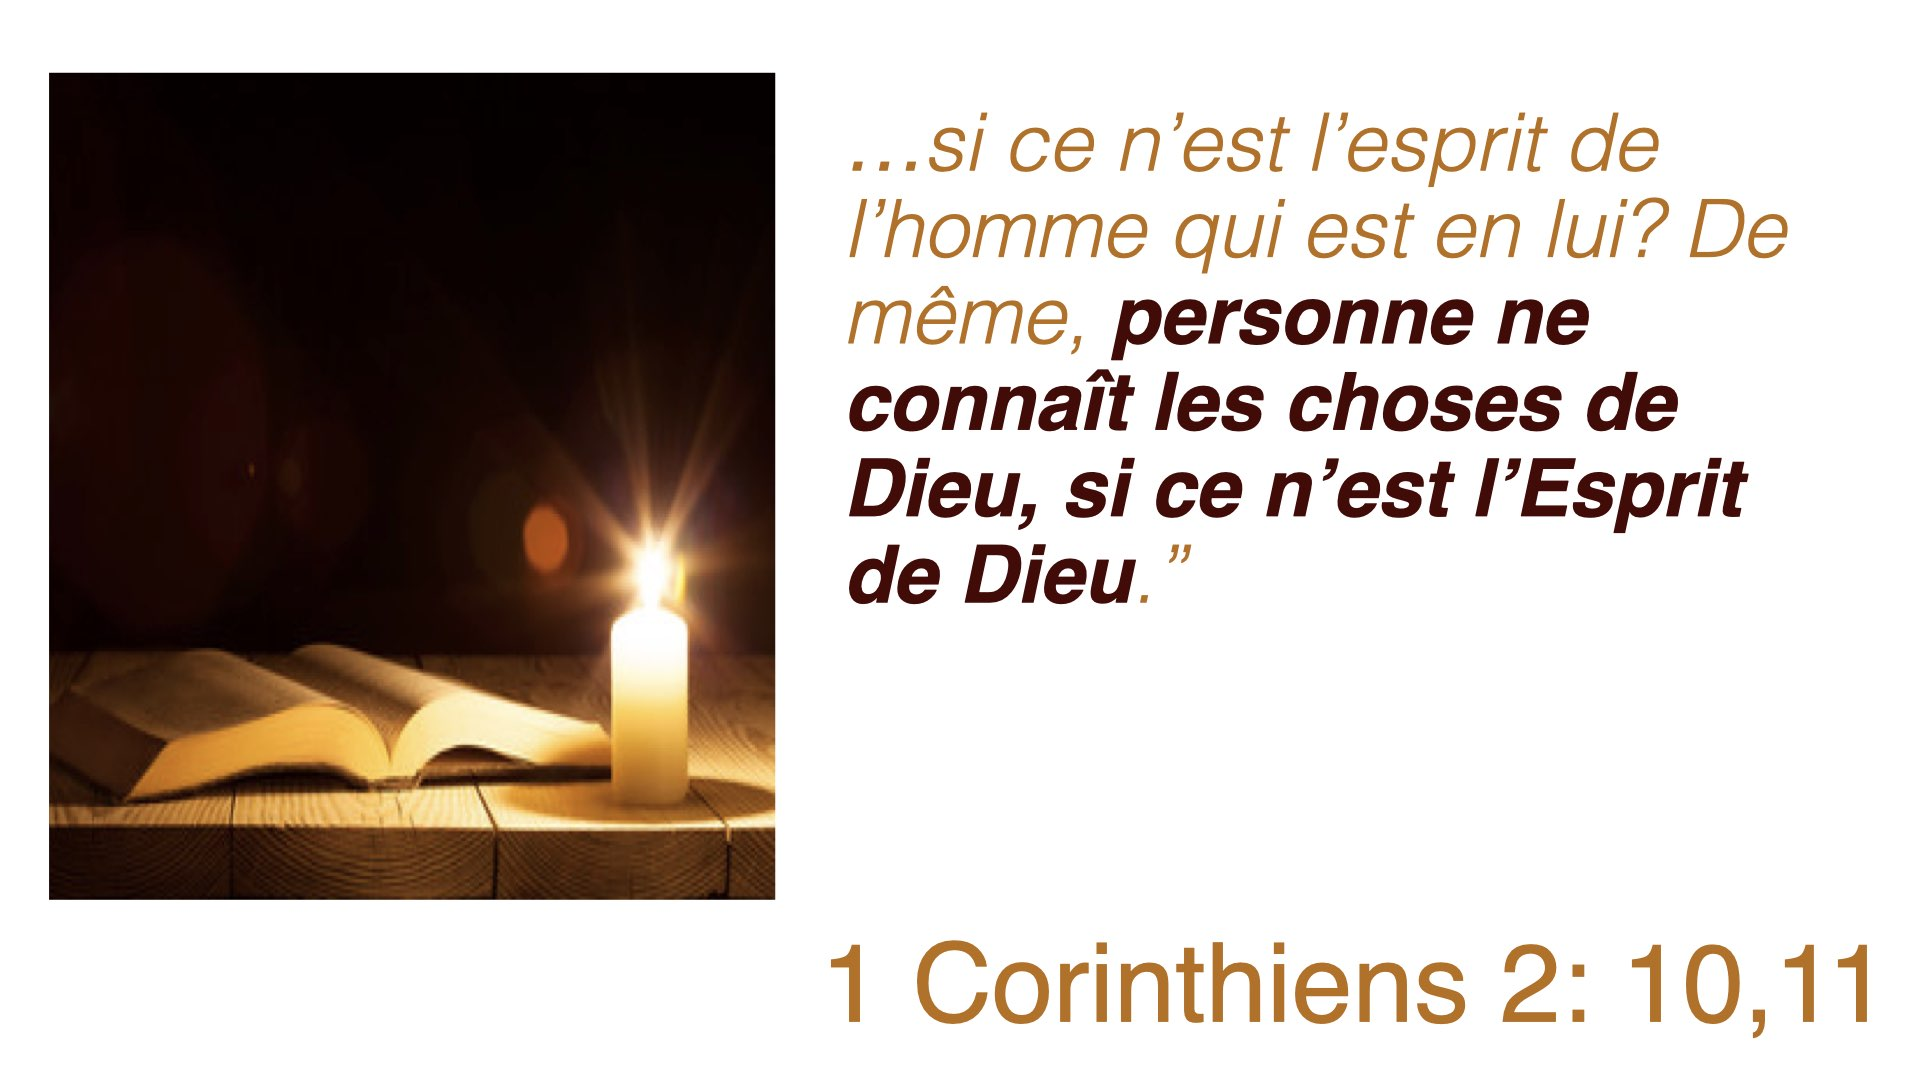 …si ce n’est l’esprit de
l’homme qui est en lui? De
même, personne ne
connaît les choses de
Dieu, si ce n’est l’Esprit
de Dieu.”
1 Corinthiens 2: 10,11